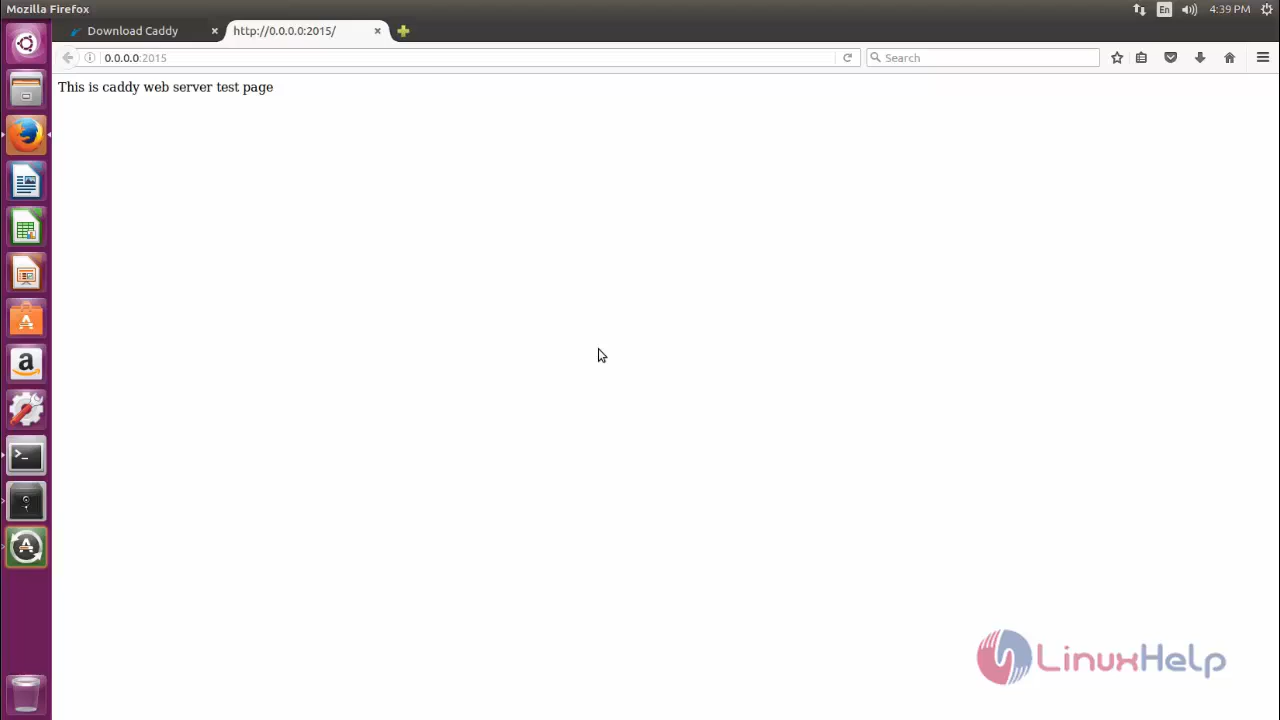 Mozilla Firefox
En
4:39 PM
Download Caddy
http://0.0.0.0:2015/
0.0.0.0:2015
Search
This is caddy web server test page
LinuxHelp